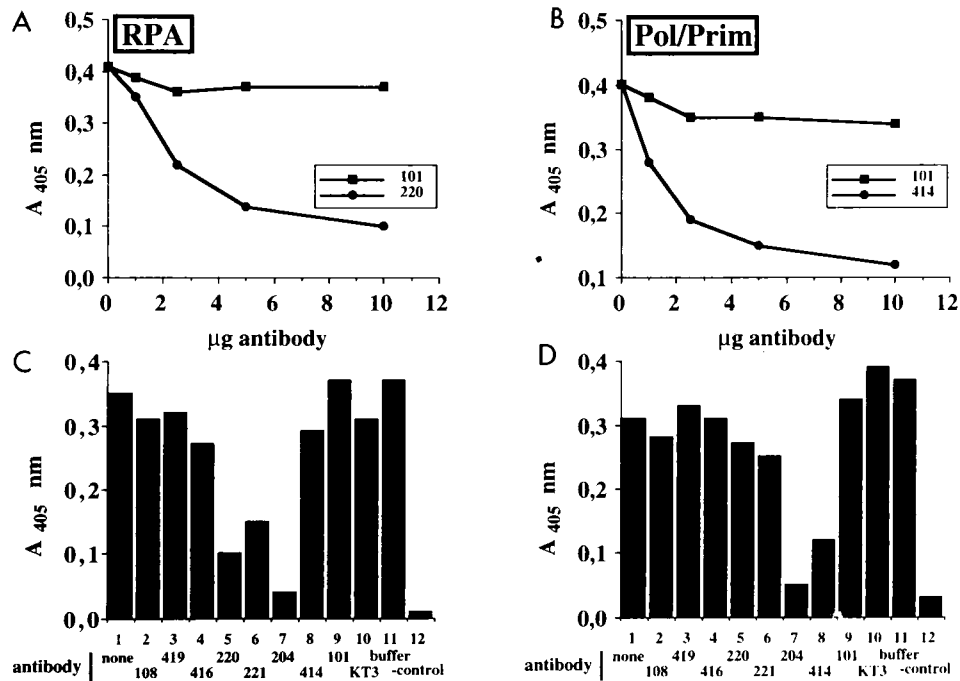 A
RPA
0,5
0,4
0,3
0,2
0,1
0,0
A 405 nm
101
220
0 2 4 6 8 10 12
µg antibody
B
Pol/Prim
0,5
0,4
0,3
0,2
0,1
A 405 nm
101
414
0 2 4 6 8 10 12
µg antibody
C
0,4
0,3
0,2
0,1
0,0
A 405 nm
1 2 3 4 5 6 7 8 9 10 11 12
none 419 220 204 101 buffer
antibody
108 416 221 414 KT3 -control
D
0,4
0,3
0,2
0,1
0,0
A 405 nm
1 2 3 4 5 6 7 8 9 10 11 12
none 419 220 204 101 buffer
antibody
108 416 221 414 KT3 -control